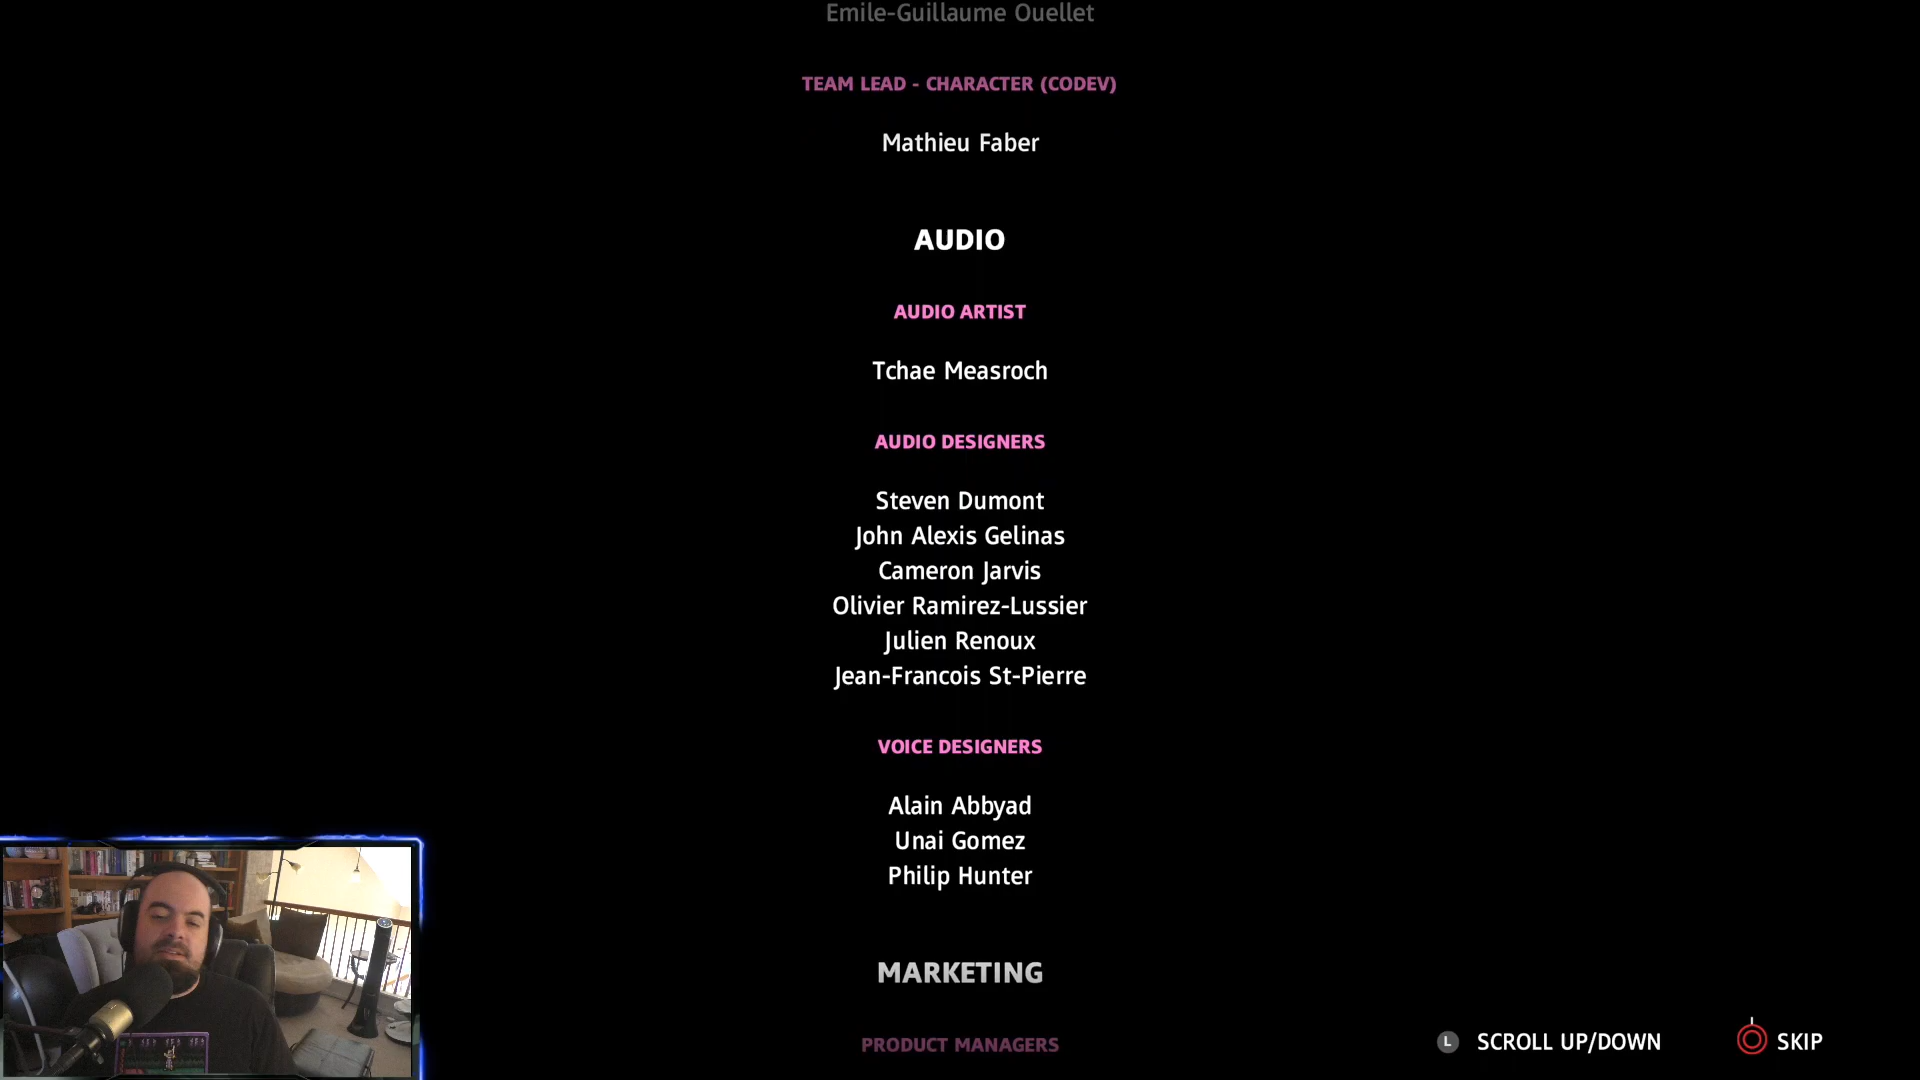 Emile-Guillaume Ouellet
TEAM LEAD - CHARACTER (CODEV)
Mathieu Faber
AUDIO
AUDIO ARTIST
Tchae Measroch
AUDIO DESIGNERS
Steven Dumont
John Alexis Gelinas
Cameron Jarvis
Olivier Ramirez-Lussier
Julien Renoux
Jean-Francois St-Pierre
VOICE DESIGNERS
Alain Abbyad
Unai Gomez
Philip Hunter
MARKETING
PRODUCT MANAGERS
L SCROLL UP/DOWN
SKIP